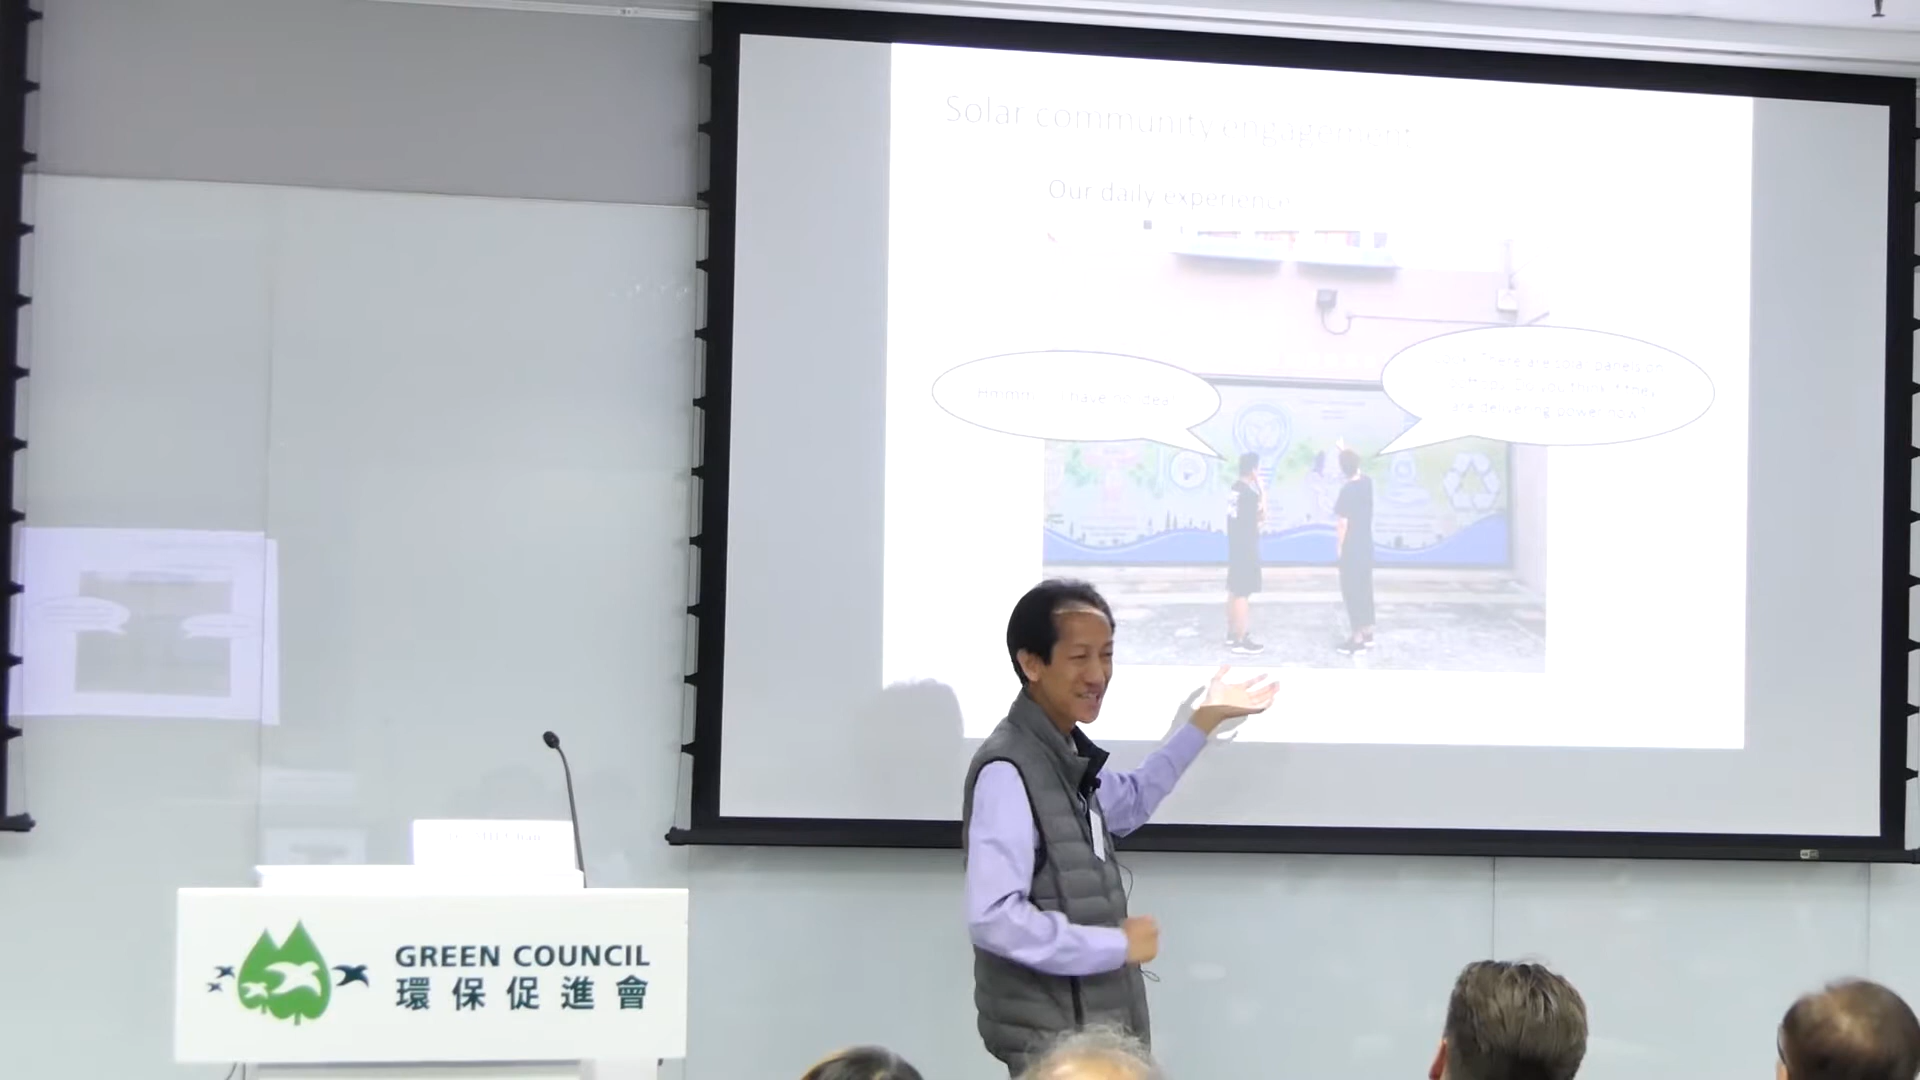 Solar community engagement
Our daily experience
Hmmm... I have no idea
There are solar panels on
Do you think they
are delivering power now?
GREEN COUNCIL
環保促進會